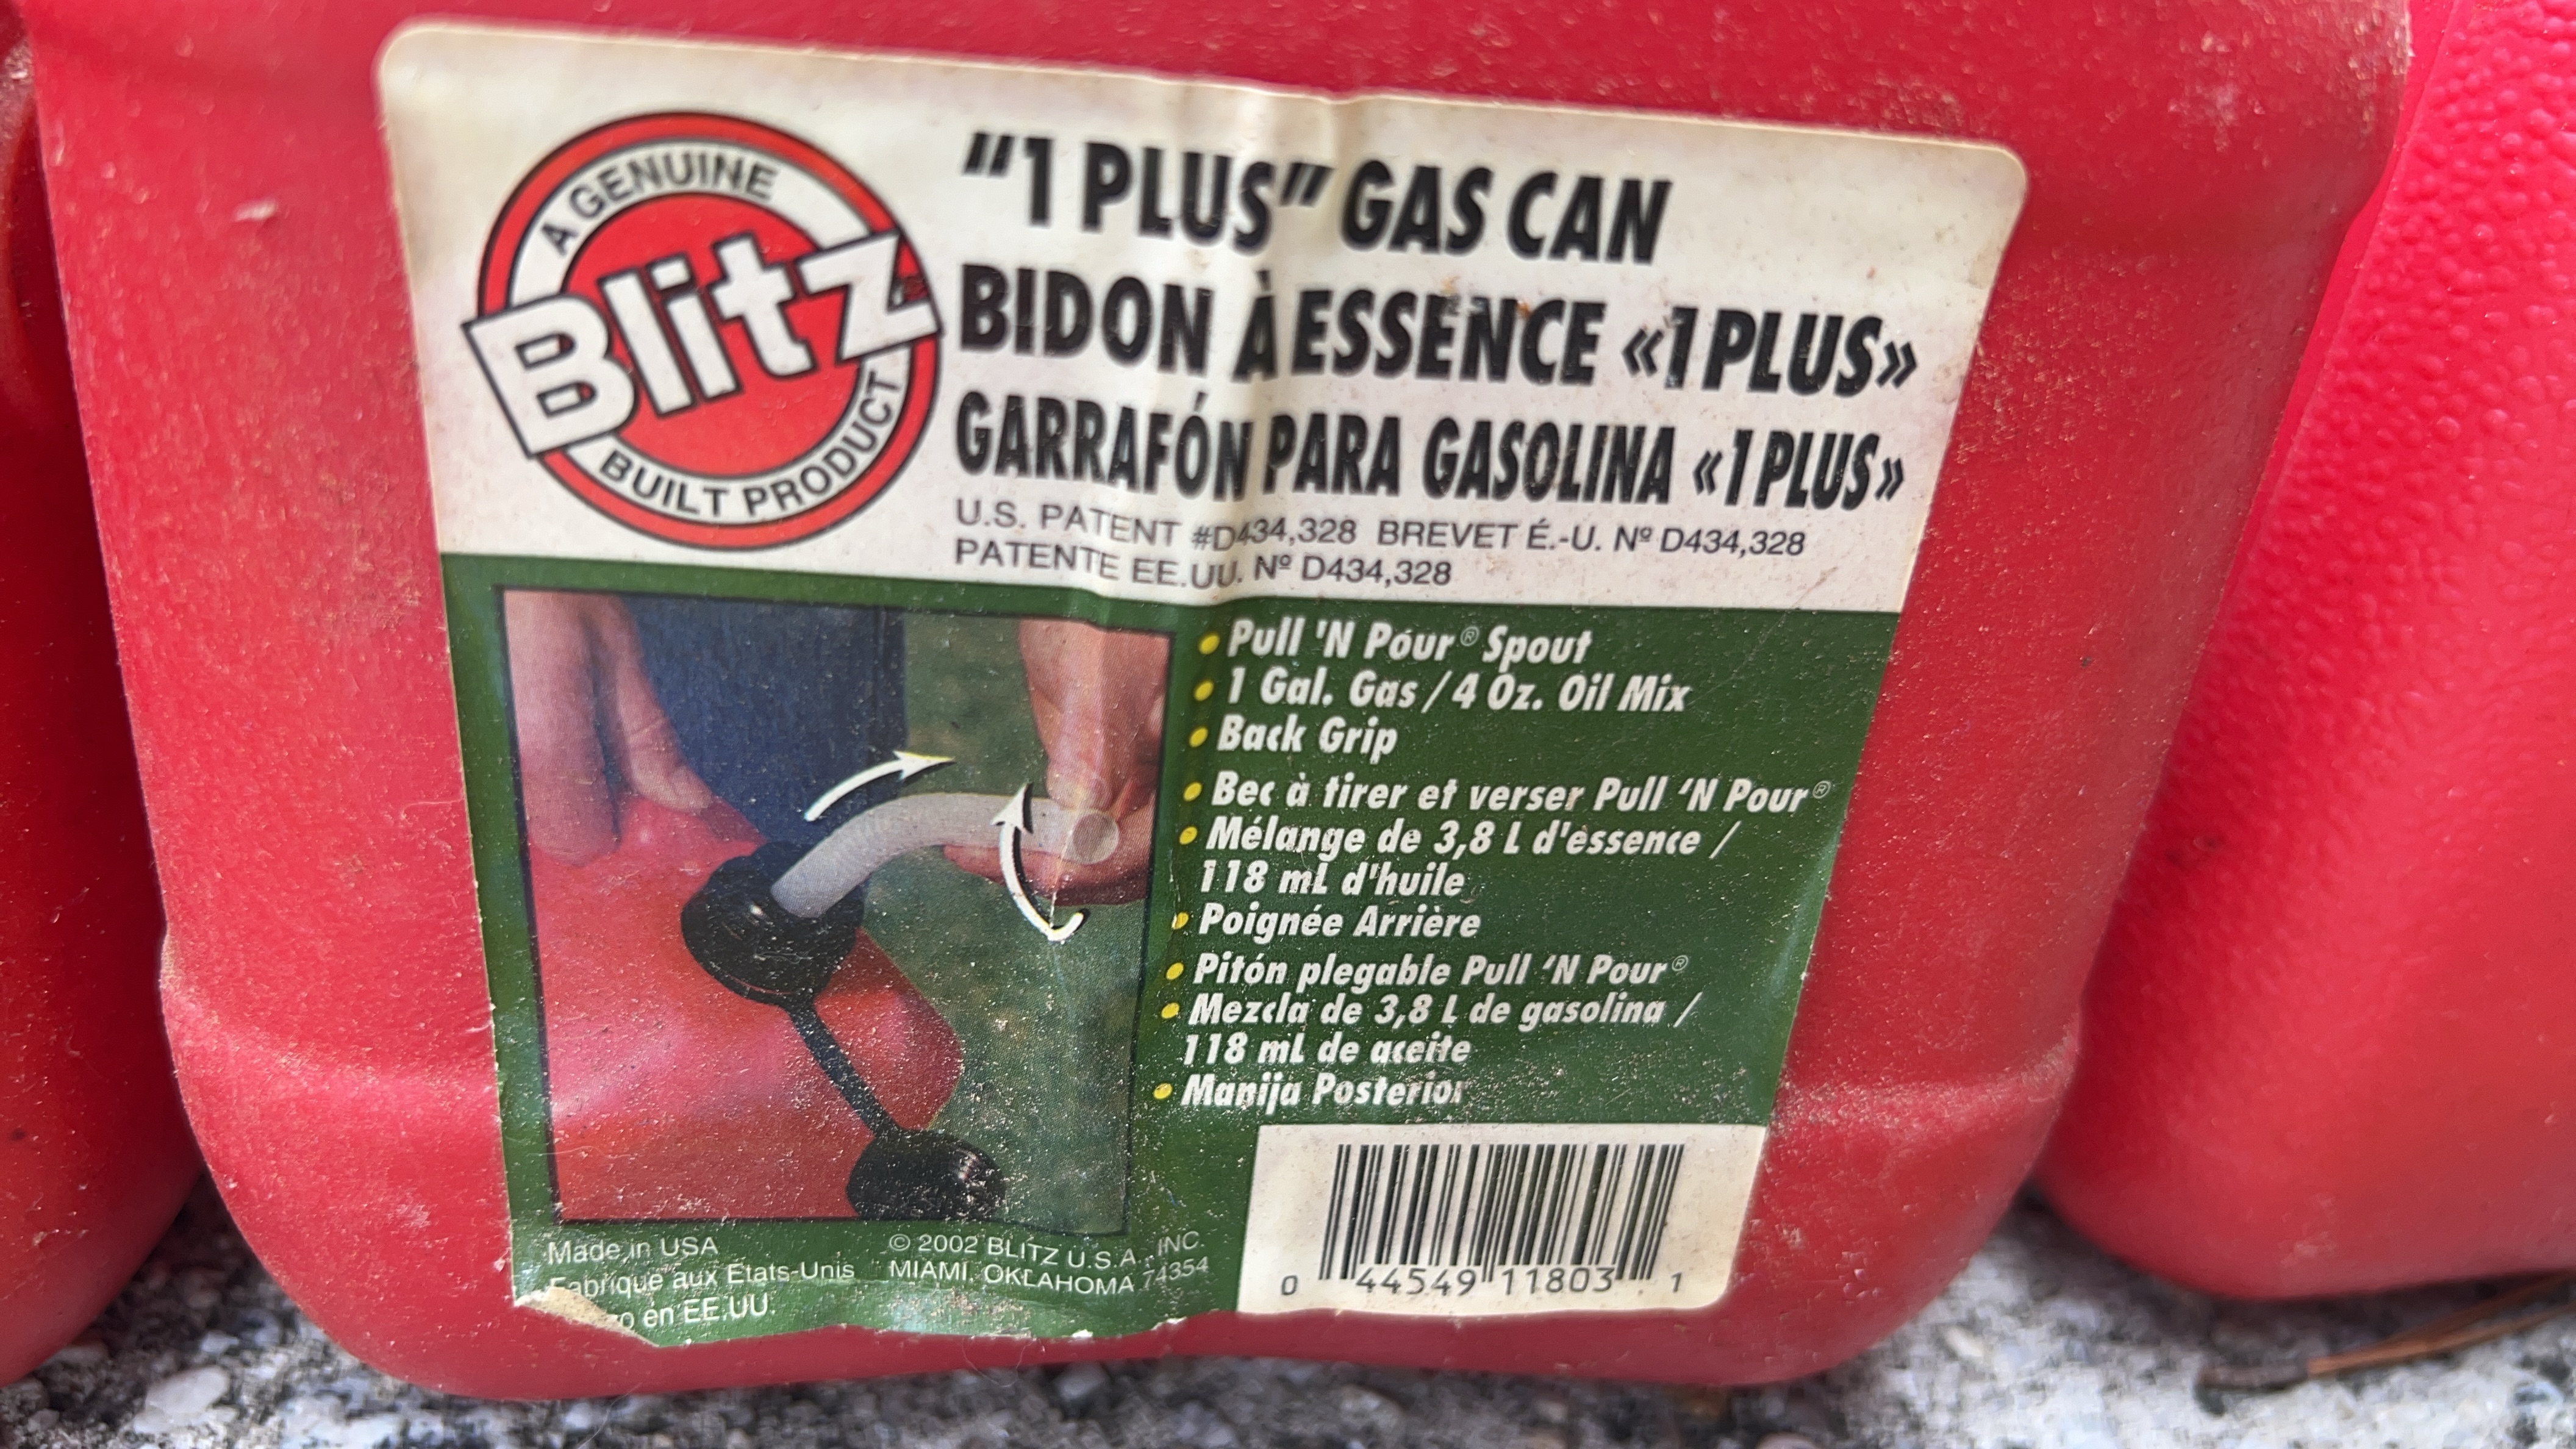 A GENUINE
Blitz
BUILT PRODUCT
"1 PLUS" GAS CAN
BIDON À ESSENCE «1 PLUS»
GARRAFÓN PARA GASOLINA «1 PLUS»
U.S. PATENT #D434,328 BREVET É.-U. Nº D434,328
PATENTE EE.UU. Nº D434,328
• Pull 'N Pour® Spout
• 1 Gal. Gas / 4 Oz. Oil Mix
• Back Grip
• Bec à tirer et verser Pull 'N Pour®
• Mélange de 3,8 L d'essence /
118 mL d'huile
• Poignée Arrière
• Pitón plegable Pull 'N Pour®
• Mezcla de 3,8 L de gasolina /
118 mL de aceite
• Manija Posterior
Made in USA
Fabrique aux Etats-Unis
en EE.UU.
© 2002 BLITZ U.S.A., INC.
MIAMI, OKLAHOMA 74354
0 44549 11803 1